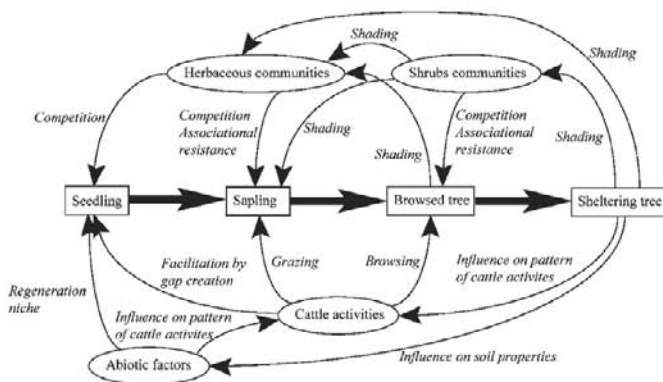 Shading
Shading
Herbaceous communities
Shrubs communities
Competition
Competition
Associational
resistance
Shading
Shading
Competition
Associational
resistance
Shading
Seedling
Sapling
Browsed tree
Sheltering tree
Facilitation by
gap creation
Grazing
Browsing
Influence on pattern
of cattle activites
Regeneration
niche
Influence on pattern
of cattle activites
Cattle activities
Abiotic factors
Influence on soil properties